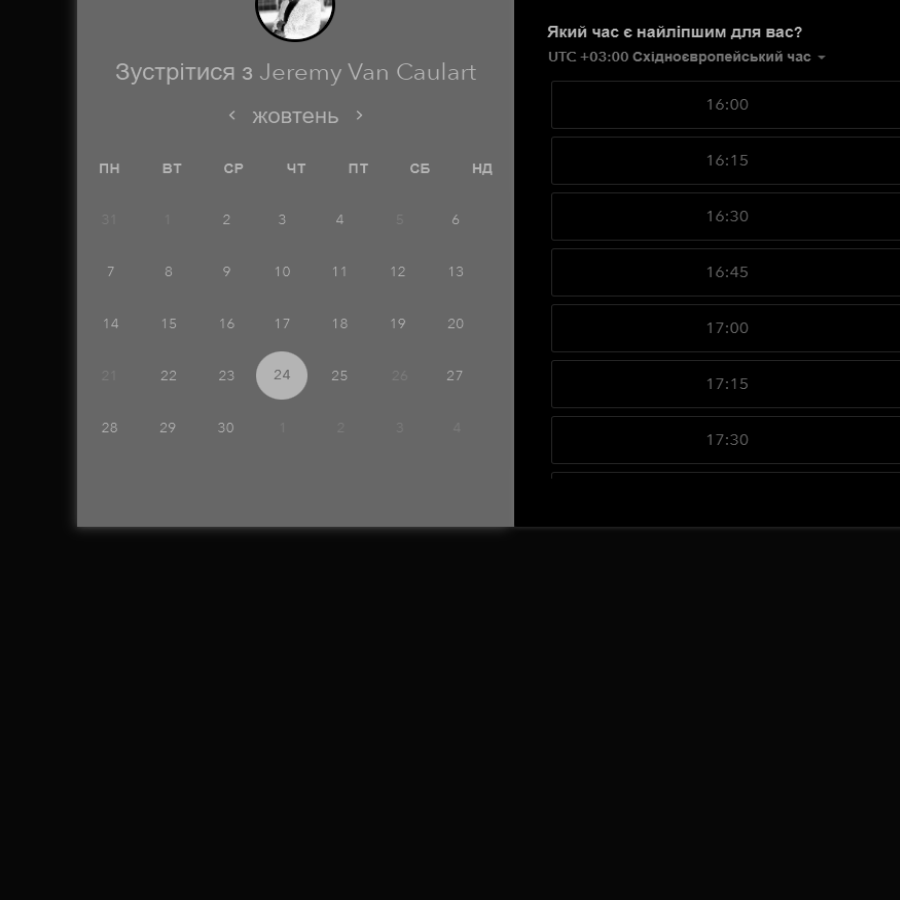 Зустрітися з Jeremy Van Caulart
жовтень
ПН ВТ СР ЧТ ПТ СБ НД
31 1 2 3 4 5 6
7 8 9 10 11 12 13
14 15 16 17 18 19 20
21 22 23 24 25 26 27
28 29 30 1 2 3 4
Який час є найліпшим для вас?
UTC +03:00 Східноєвропейський час
16:00
16:15
16:30
16:45
17:00
17:15
17:30